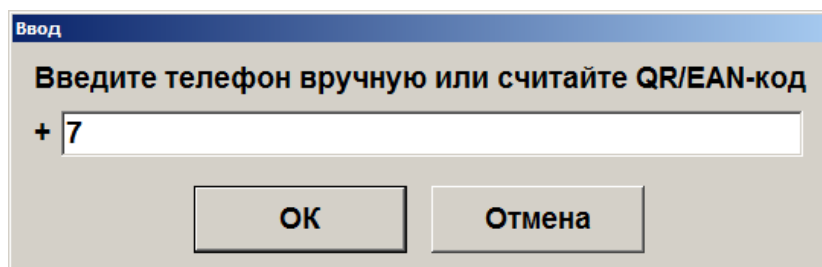 Ввод
Введите телефон вручную или считайте QR/EAN-код
+ 7
ОК Отмена